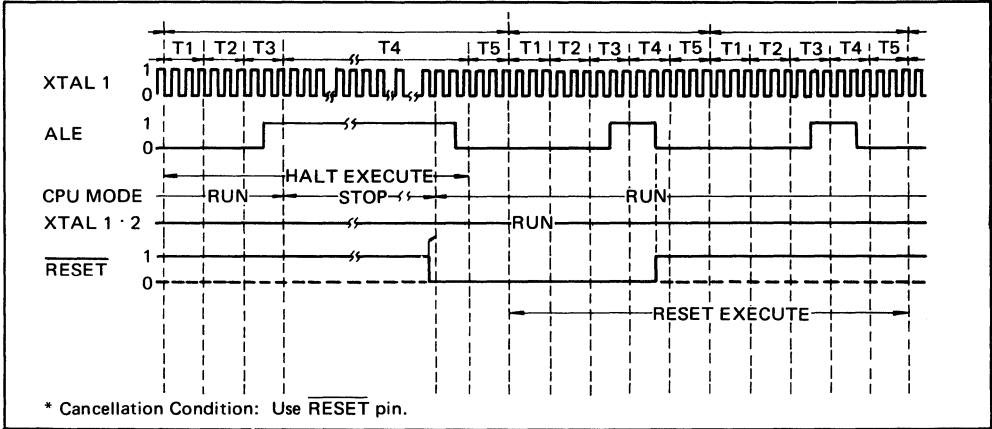 T1 T2 T3 T4 T5 T1 T2 T3 T4 T5 T1 T2 T3 T4 T5
XTAL 1 1
0
ALE 1
0
HALT EXECUTE
CPU MODE RUN STOP RUN
XTAL 1 · 2 RUN
RESET 1
0
RESET EXECUTE
* Cancellation Condition: Use RESET pin.